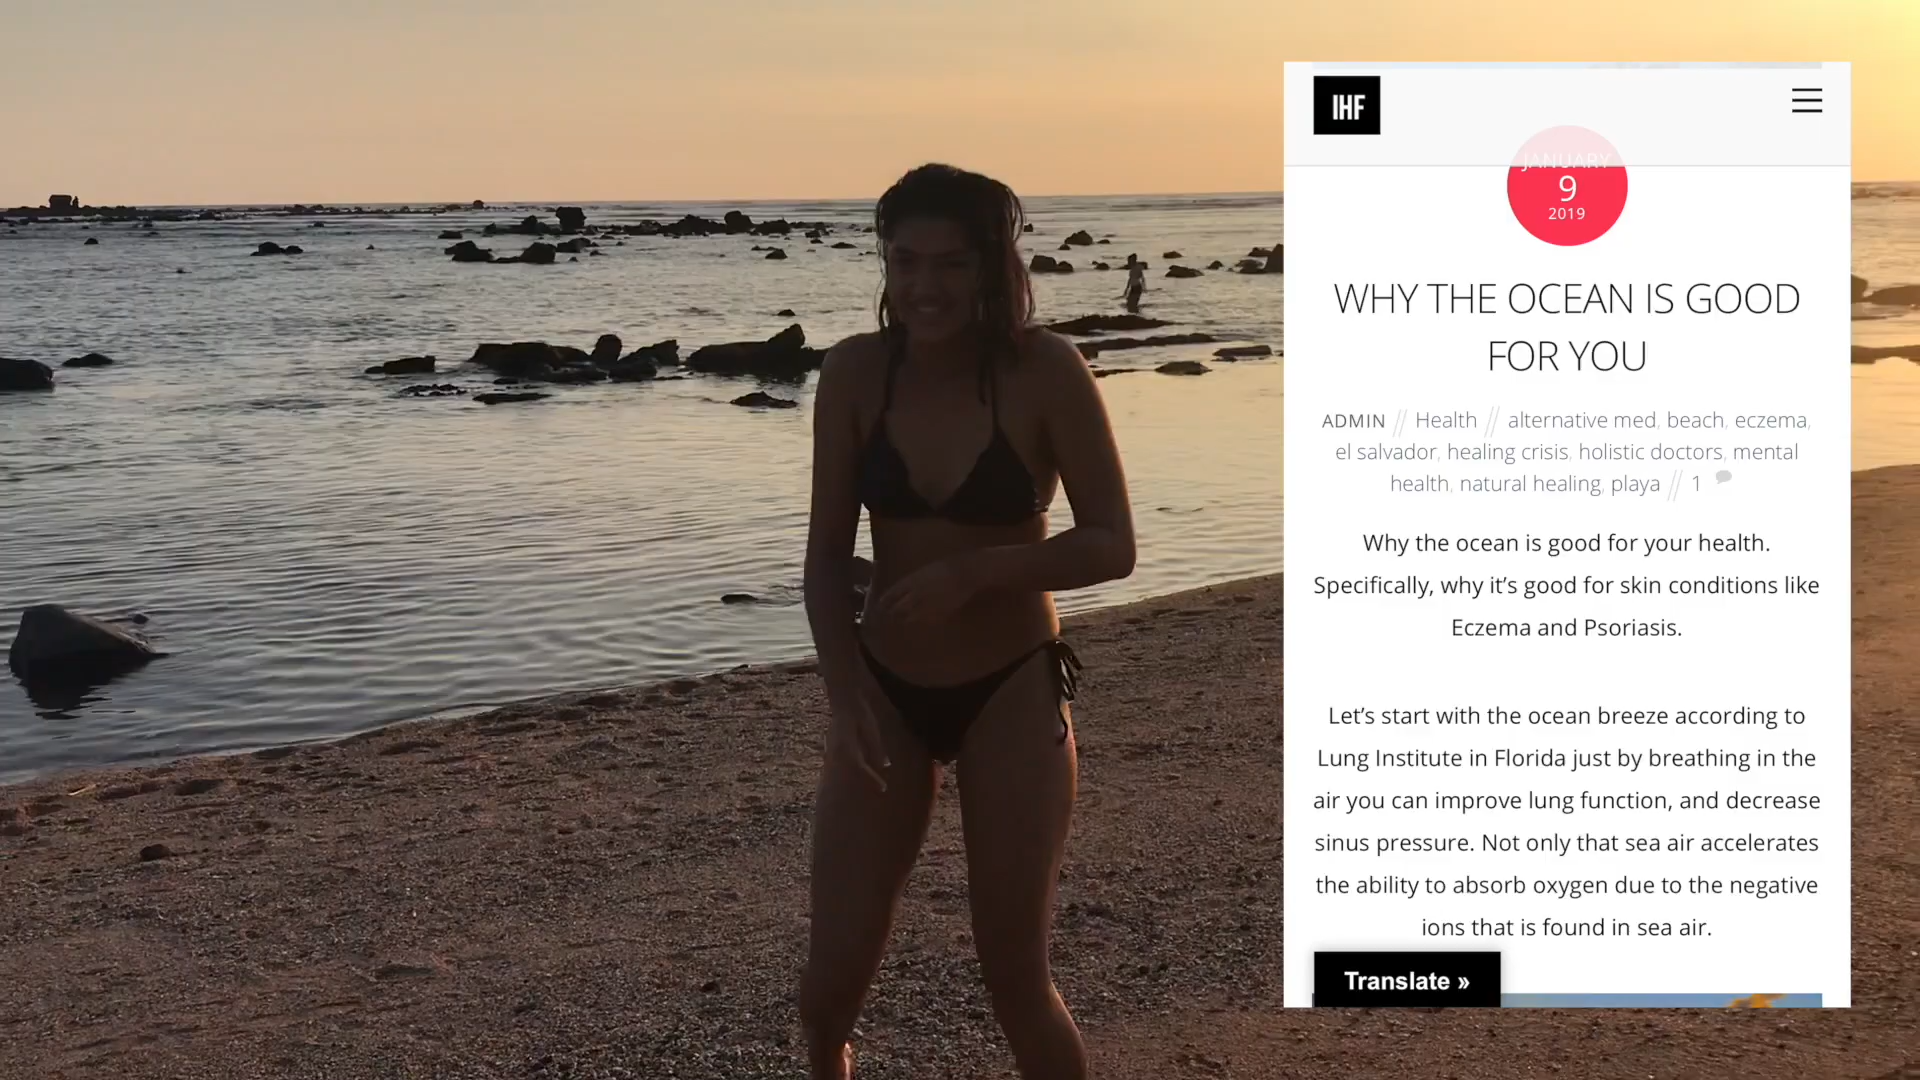 IHF
JANUARY
9
2019
WHY THE OCEAN IS GOOD
FOR YOU
ADMIN // Health // alternative med, beach, eczema,
el salvador, healing crisis, holistic doctors, mental
health, natural healing, playa // 1
Why the ocean is good for your health.
Specifically, why it’s good for skin conditions like
Eczema and Psoriasis.
Let’s start with the ocean breeze according to
Lung Institute in Florida just by breathing in the
air you can improve lung function, and decrease
sinus pressure. Not only that sea air accelerates
the ability to absorb oxygen due to the negative
ions that is found in sea air.
Translate »